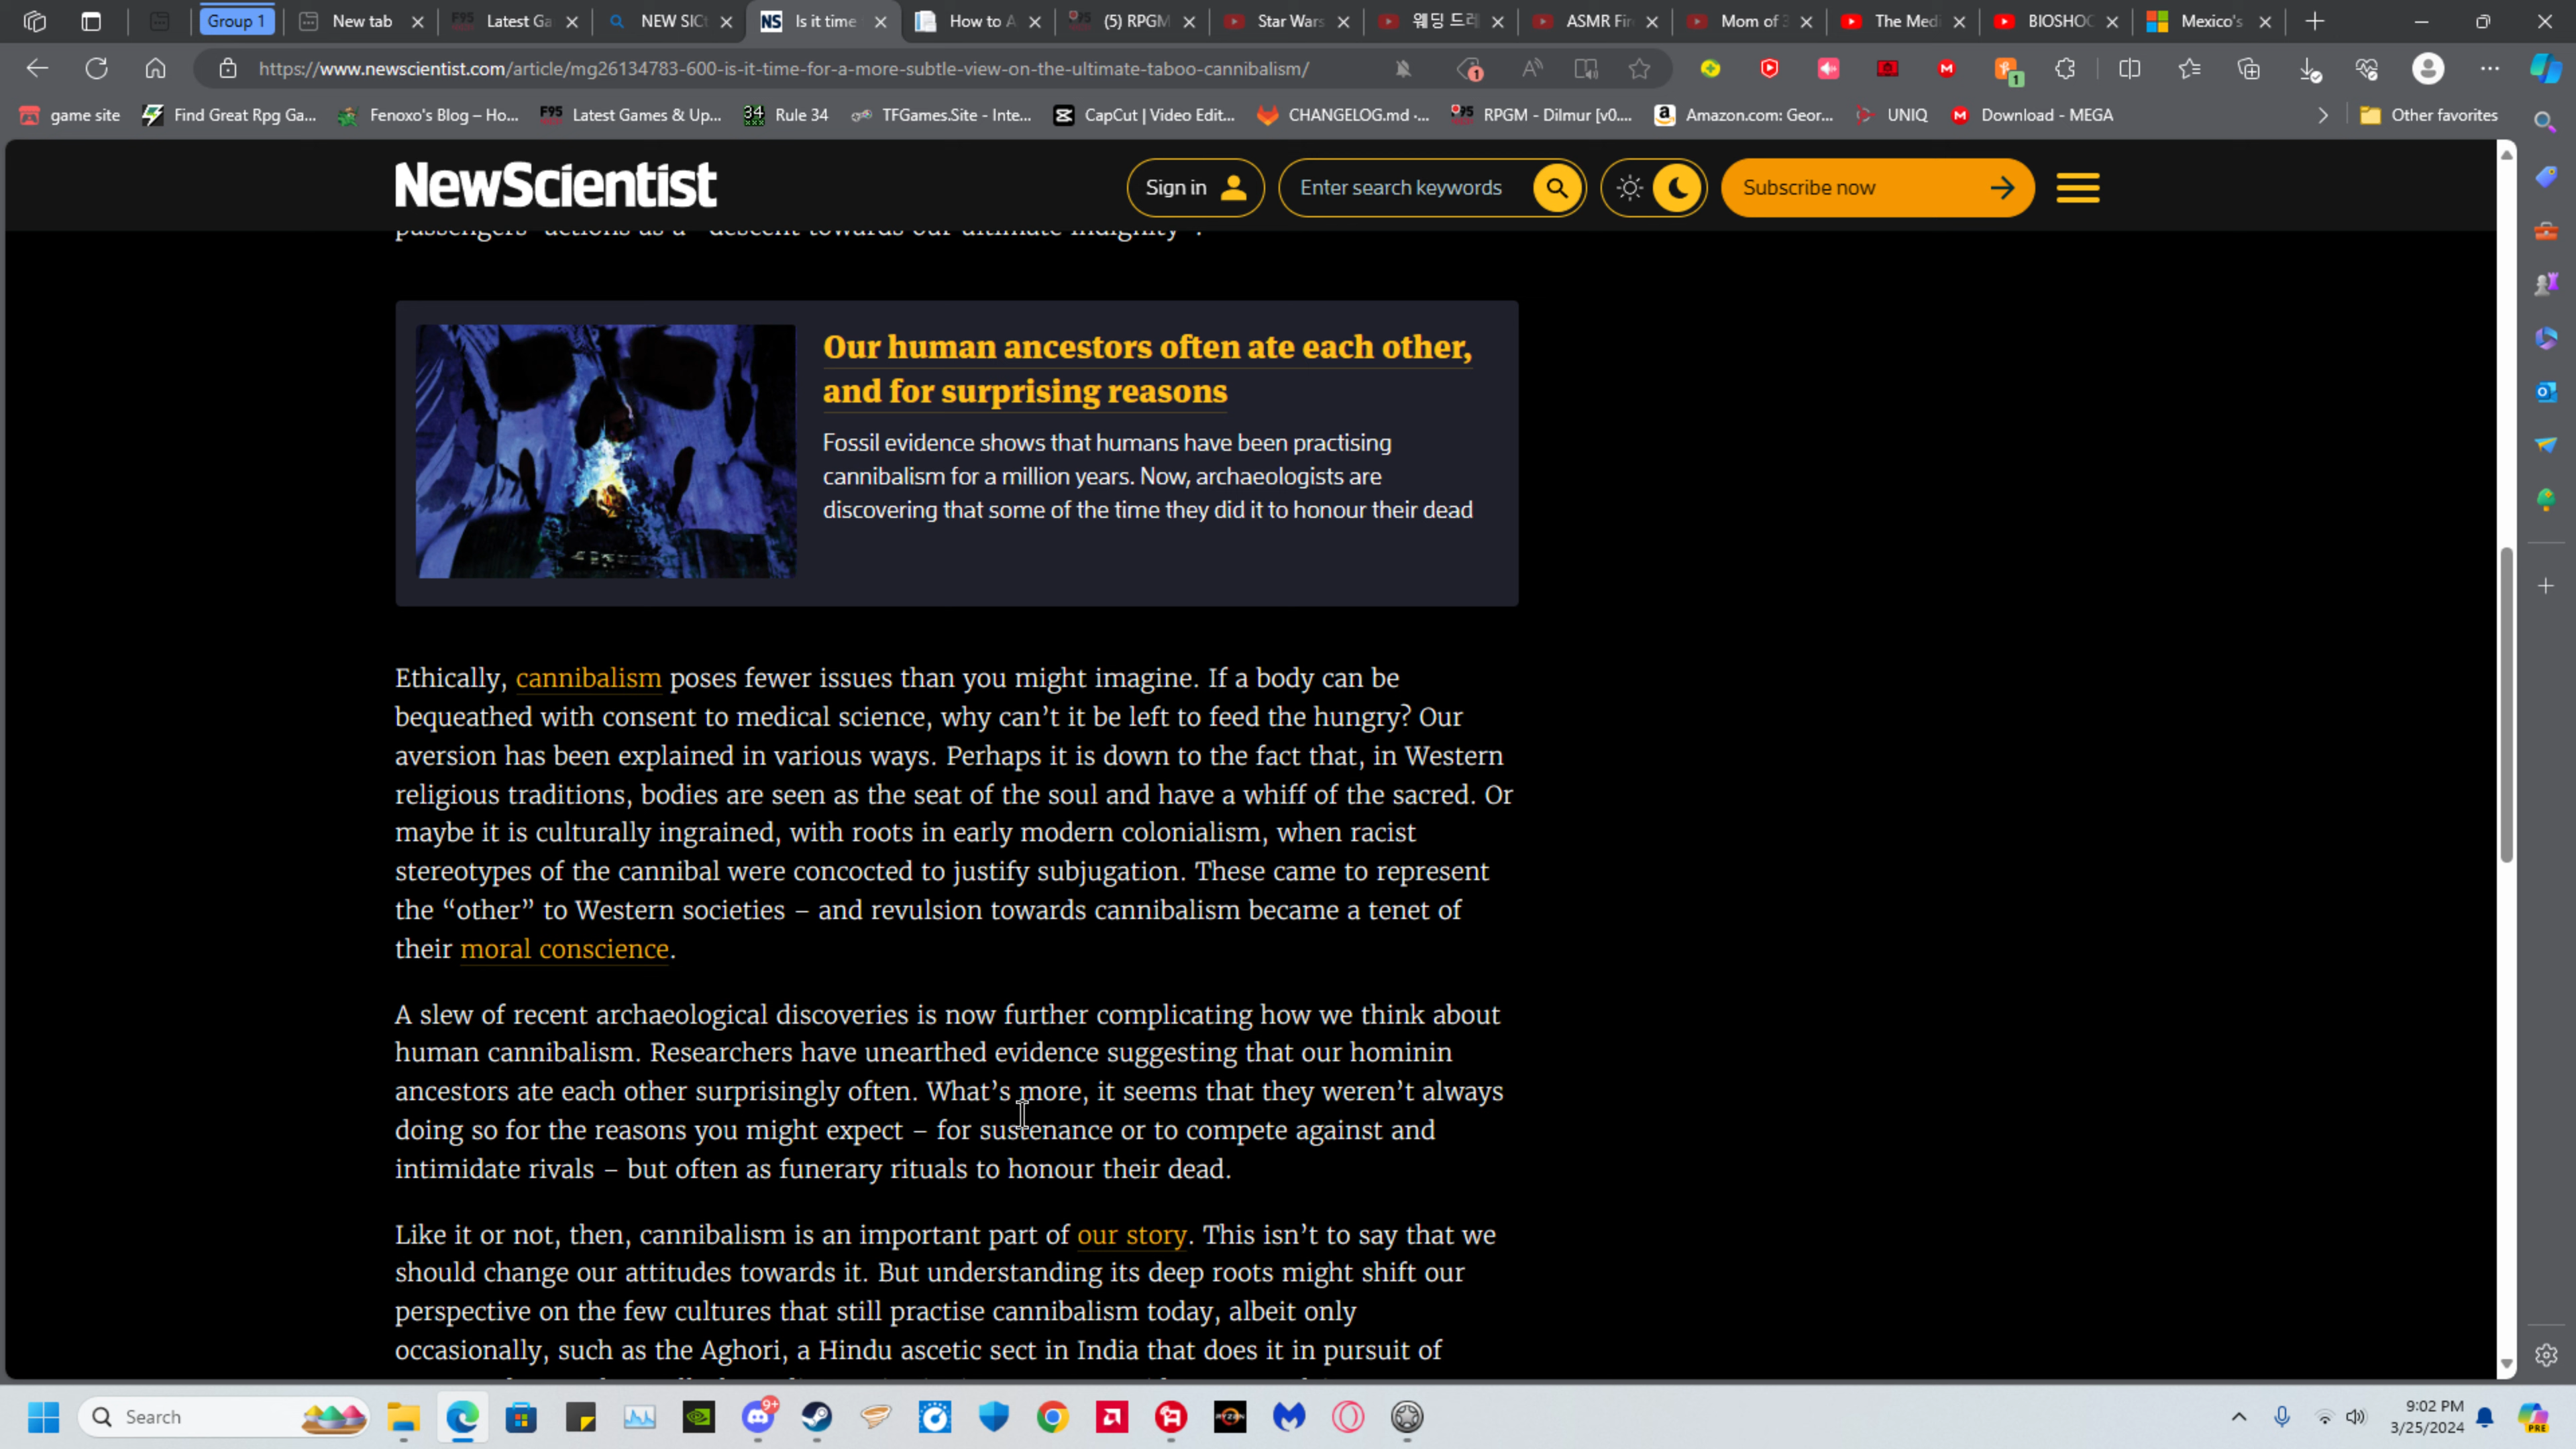 Group 1
New tab
Latest Ga
NEW SIC
Is it time
How to A
(5) RPGM
Star Wars
웨딩 드레
ASMR Fir
Mom of 3
The Medi
BIOSHOC
Mexico's
https://www.newscientist.com/article/mg26134783-600-is-it-time-for-a-more-subtle-view-on-the-ultimate-taboo-cannibalism/
game site
Find Great Rpg Ga...
Fenoxo's Blog – Ho...
F95
Latest Games & Up...
34
Rule 34
TFGames.Site - Inte...
CapCut | Video Edit...
CHANGELOG.md ·...
RPGM - Dilmur [v0....
Amazon.com: Geor...
UNIQ
Download - MEGA
Other favorites
NewScientist
Sign in
Enter search keywords
Subscribe now
passengers' actions as a "descent towards our ultimate indignity".
Our human ancestors often ate each other,
and for surprising reasons
Fossil evidence shows that humans have been practising
cannibalism for a million years. Now, archaeologists are
discovering that some of the time they did it to honour their dead
Ethically, cannibalism poses fewer issues than you might imagine. If a body can be
bequeathed with consent to medical science, why can’t it be left to feed the hungry? Our
aversion has been explained in various ways. Perhaps it is down to the fact that, in Western
religious traditions, bodies are seen as the seat of the soul and have a whiff of the sacred. Or
maybe it is culturally ingrained, with roots in early modern colonialism, when racist
stereotypes of the cannibal were concocted to justify subjugation. These came to represent
the “other” to Western societies – and revulsion towards cannibalism became a tenet of
their moral conscience.
A slew of recent archaeological discoveries is now further complicating how we think about
human cannibalism. Researchers have unearthed evidence suggesting that our hominin
ancestors ate each other surprisingly often. What’s more, it seems that they weren’t always
doing so for the reasons you might expect – for sustenance or to compete against and
intimidate rivals – but often as funerary rituals to honour their dead.
Like it or not, then, cannibalism is an important part of our story. This isn’t to say that we
should change our attitudes towards it. But understanding its deep roots might shift our
perspective on the few cultures that still practise cannibalism today, albeit only
occasionally, such as the Aghori, a Hindu ascetic sect in India that does it in pursuit of
Search
9+
RYZEN
9:02 PM
3/25/2024
PRE